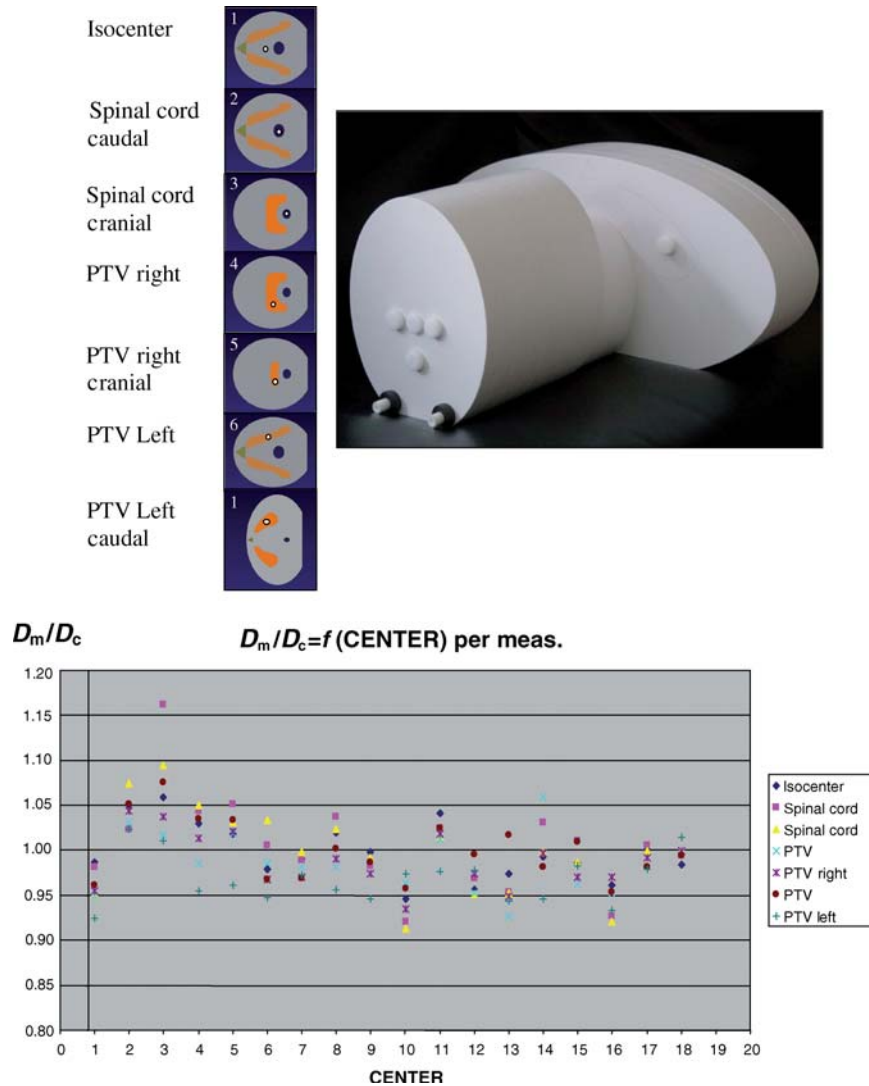 Isocenter
1
Spinal cord
caudal
2
Spinal cord
cranial
3
PTV right
4
PTV right
cranial
5
PTV Left
6
PTV Left
caudal
1
Dm/Dc
Dm/Dc=f (CENTER) per meas.
1.20
1.15
1.10
1.05
1.00
0.95
0.90
0.85
0.80
0 1 2 3 4 5 6 7 8 9 10 11 12 13 14 15 16 17 18 19 20
CENTER
Isocenter
Spinal cord
Spinal cord
PTV
PTV right
PTV
PTV left